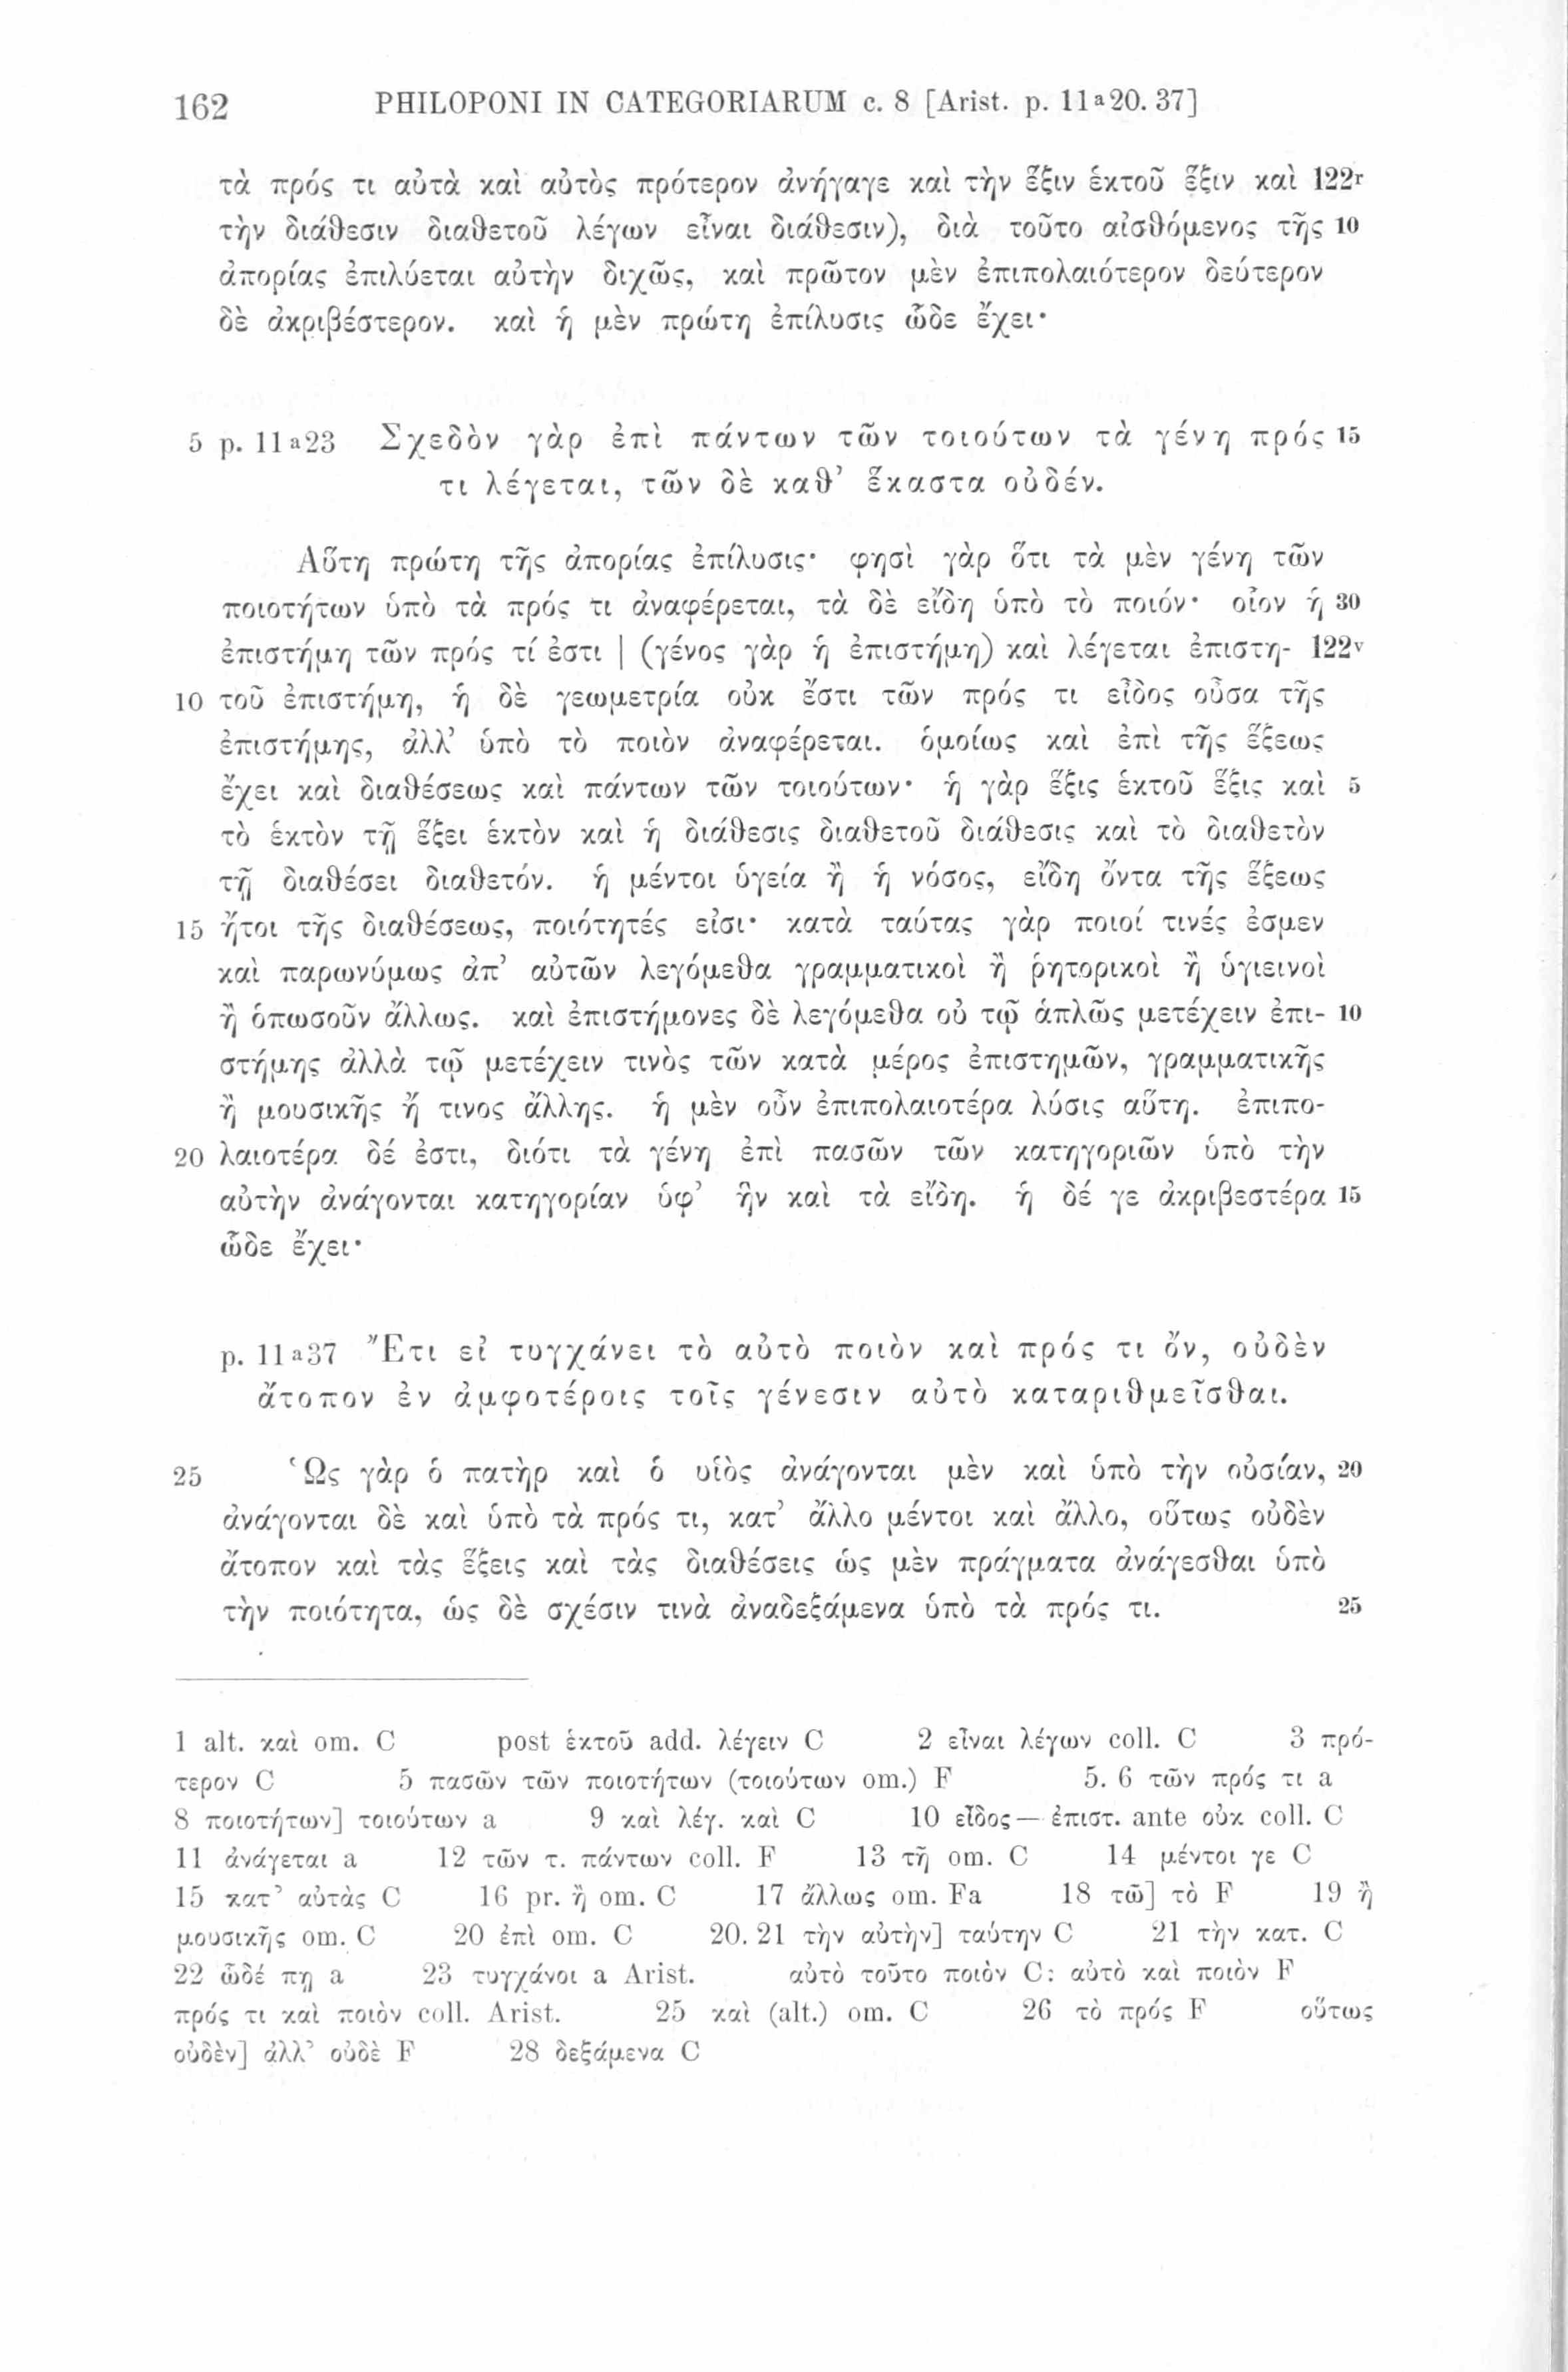 162 PHILOPONI IN CATEGORIARUM c. 8 [Arist. p. 11ᵃ20. 37]
τὰ πρός τι αὐτὰ καὶ αὐτὸς πρότερον ἀνήγαγε καὶ τὴν ἕξιν ἑκτοῦ ἕξιν καὶ 122r
τὴν διάθεσιν διαθετοῦ λέγων εἶναι διάθεσιν), διὰ τοῦτο αἰσθόμενος τῆς 10
ἀπορίας ἐπιλύεται αὐτὴν διχῶς, καὶ πρῶτον μὲν ἐπιπολαιότερον δεύτερον
δὲ ἀκριβέστερον. καὶ ἡ μὲν πρώτη ἐπίλυσις ὧδε ἔχει·
5 p. 11ᵃ23 Σχεδὸν γὰρ ἐπὶ πάντων τῶν τοιούτων τὰ γένη πρός 15
τι λέγεται, τῶν δὲ καθ’ ἕκαστα οὐδέν.
Αὕτη πρώτη τῆς ἀπορίας ἐπίλυσις· φησὶ γὰρ ὅτι τὰ μὲν γένη τῶν
ποιοτήτων ὑπὸ τὰ πρός τι ἀναφέρεται, τὰ δὲ εἴδη ὑπὸ τὸ ποιόν· οἷον ἡ 30
ἐπιστήμη τῶν πρός τί ἐστι | (γένος γὰρ ἡ ἐπιστήμη) καὶ λέγεται ἐπιστη- 122v
10 τοῦ ἐπιστήμη, ἡ δὲ γεωμετρία οὐκ ἔστι τῶν πρός τι εἶδος οὖσα τῆς
ἐπιστήμης, ἀλλ’ ὑπὸ τὸ ποιὸν ἀναφέρεται. ὁμοίως καὶ ἐπὶ τῆς ἕξεως
ἔχει καὶ διαθέσεως καὶ πάντων τῶν τοιούτων· ἡ γὰρ ἕξις ἑκτοῦ ἕξις καὶ 5
τὸ ἑκτὸν τῇ ἕξει ἑκτὸν καὶ ἡ διάθεσις διαθετοῦ διάθεσις καὶ τὸ διαθετὸν
τῇ διαθέσει διαθετόν. ἡ μέντοι ὑγεία ἢ ἡ νόσος, εἴδη ὄντα τῆς ἕξεως
15 ἤτοι τῆς διαθέσεως, ποιότητές εἰσι· κατὰ ταύτας γὰρ ποιοί τινές ἐσμεν
καὶ παρωνύμως ἀπ’ αὐτῶν λεγόμεθα γραμματικοὶ ἢ ῥητορικοὶ ἢ ὑγιεινοὶ
ἢ ὁπωσοῦν ἄλλως. καὶ ἐπιστήμονες δὲ λεγόμεθα οὐ τῷ ἁπλῶς μετέχειν ἐπι- 10
στήμης ἀλλὰ τῷ μετέχειν τινὸς τῶν κατὰ μέρος ἐπιστημῶν, γραμματικῆς
ἢ μουσικῆς ἤ τινος ἄλλης. ἡ μὲν οὖν ἐπιπολαιοτέρα λύσις αὕτη. ἐπιπο-
20 λαιοτέρα δέ ἐστι, διότι τὰ γένη ἐπὶ πασῶν τῶν κατηγοριῶν ὑπὸ τὴν
αὐτὴν ἀνάγονται κατηγορίαν ὑφ’ ἣν καὶ τὰ εἴδη. ἡ δέ γε ἀκριβεστέρα 15
ὧδε ἔχει·
p. 11ᵃ37 Ἔτι εἰ τυγχάνει τὸ αὐτὸ ποιὸν καὶ πρός τι ὄν, οὐδὲν
ἄτοπον ἐν ἀμφοτέροις τοῖς γένεσιν αὐτὸ καταριθμεῖσθαι.
25 Ὡς γὰρ ὁ πατὴρ καὶ ὁ υἱὸς ἀνάγονται μὲν καὶ ὑπὸ τὴν οὐσίαν, 20
ἀνάγονται δὲ καὶ ὑπὸ τὰ πρός τι, κατ’ ἄλλο μέντοι καὶ ἄλλο, οὕτως οὐδὲν
ἄτοπον καὶ τὰς ἕξεις καὶ τὰς διαθέσεις ὡς μὲν πράγματα ἀνάγεσθαι ὑπὸ
τὴν ποιότητα, ὡς δὲ σχέσιν τινὰ ἀναδεξάμενα ὑπὸ τὰ πρός τι. 25
1 alt. καὶ om. C post ἑκτοῦ add. λέγειν C 2 εἶναι λέγων coll. C 3 πρό-
τερον C 5 πασῶν τῶν ποιοτήτων (τοιούτων om.) F 5. 6 τῶν πρός τι a
8 ποιοτήτων] τοιούτων a 9 καὶ λέγ. καὶ C 10 εἶδος — ἐπιστ. ante οὐκ coll. C
11 ἀνάγεται a 12 τῶν τ. πάντων coll. F 13 τῇ om. C 14 μέντοι γε C
15 κατ’ αὐτὰς C 16 pr. ἢ om. C 17 ἄλλως om. Fa 18 τῶ] τὸ F 19 ἢ
μουσικῆς om. C 20 ἐπὶ om. C 20. 21 τὴν αὐτὴν] ταύτην C 21 τὴν κατ. C
22 ὧδέ πῃ a 23 τυγχάνοι a Arist. αὐτὸ τοῦτο ποιὸν C: αὐτὸ καὶ ποιὸν F
πρός τι καὶ ποιὸν coll. Arist. 25 καὶ (alt.) om. C 26 τὸ πρός F οὕτως
οὐδὲν] ἀλλ’ οὐδὲ F 28 δεξάμενα C